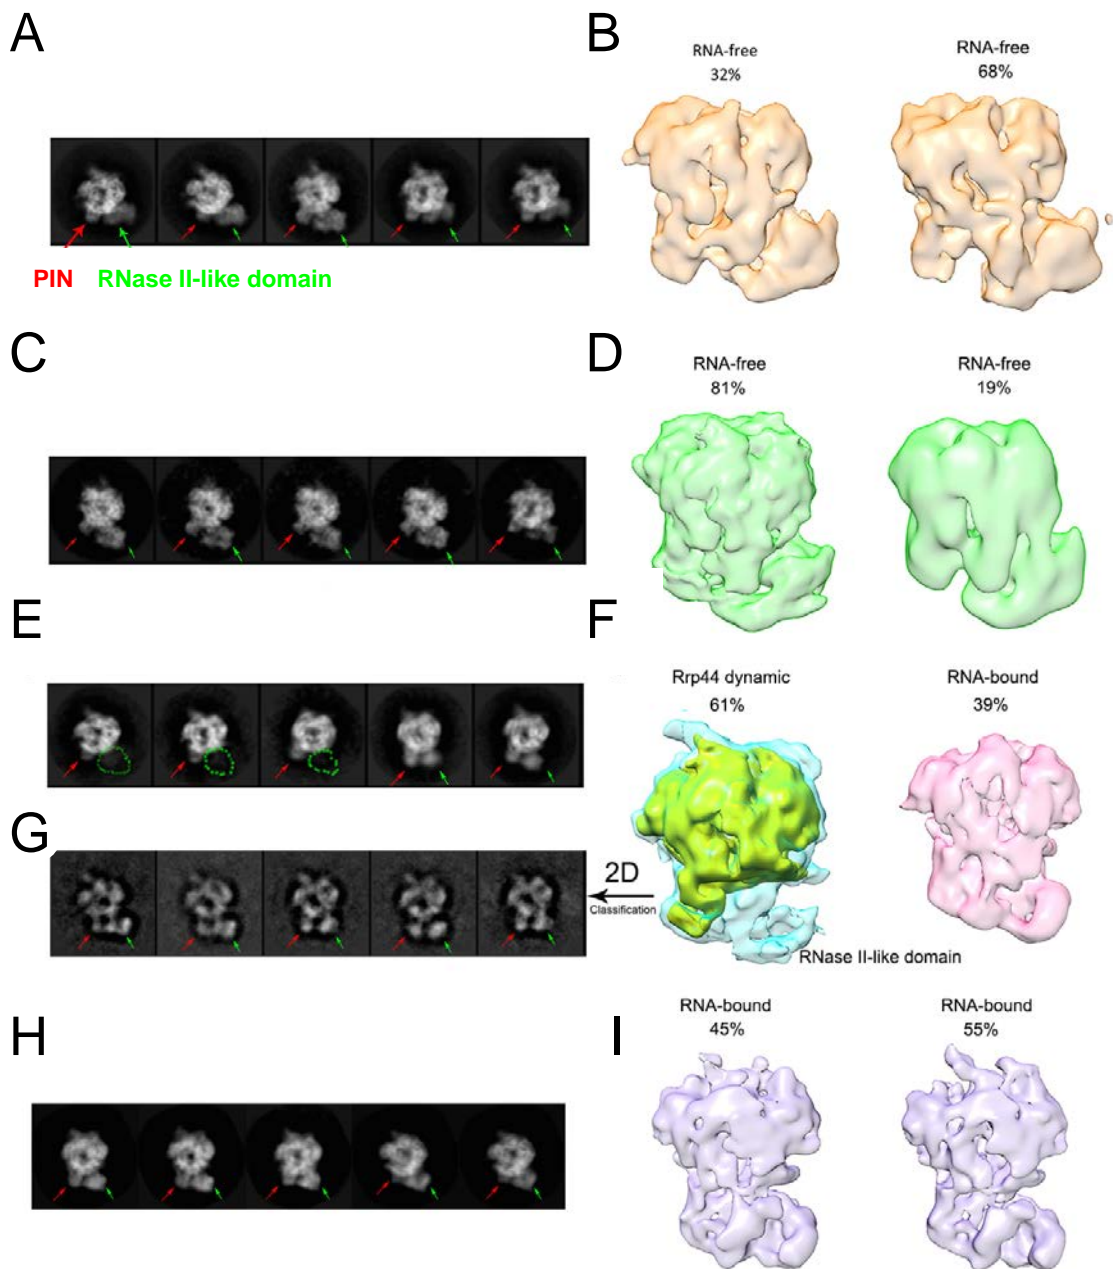 A
B
RNA-free
32%
RNA-free
68%
PIN
RNase II-like domain
C
D
RNA-free
81%
RNA-free
19%
E
F
Rrp44 dynamic
61%
RNA-bound
39%
G
2D
Classification
RNase II-like domain
H
I
RNA-bound
45%
RNA-bound
55%